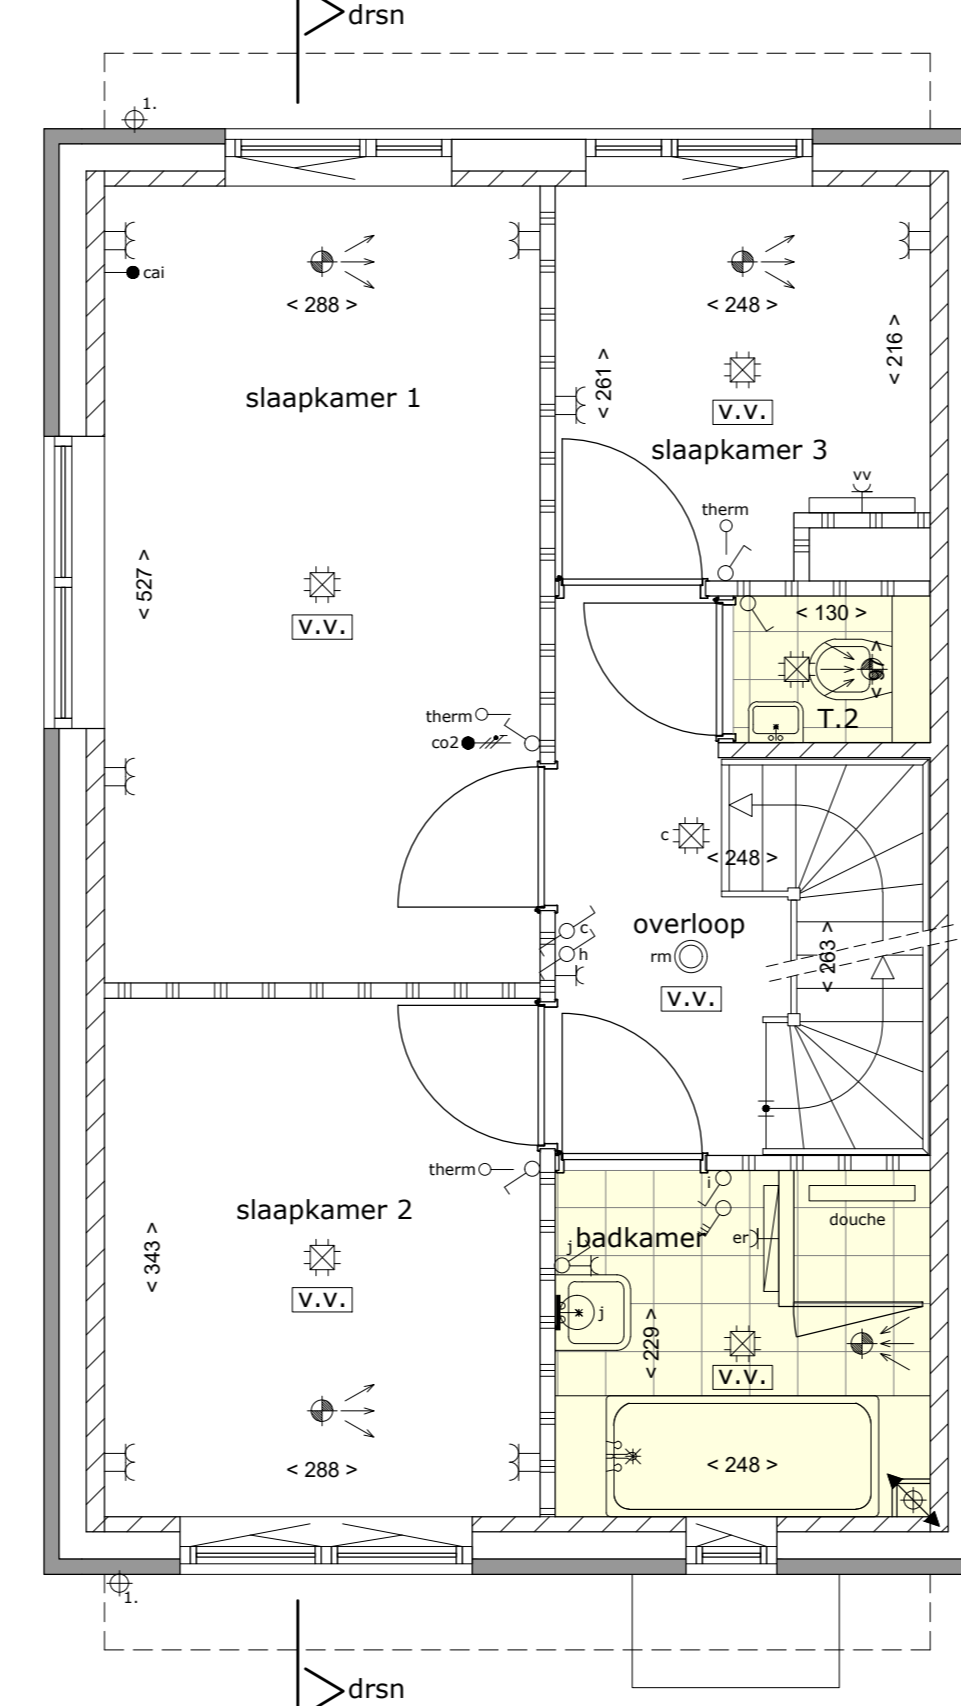 drsn
1.
cai
< 288 >
< 248 >
< 216 >
< 261 >
slaapkamer 1
v.v.
slaapkamer 3
vv
therm
< 527 >
v.v.
< 130 >
T.2
therm
co2
c
< 248 >
overloop
c
h
rm
< 263 >
v.v.
therm
i
slaapkamer 2
douche
badkamer
er
j
< 343 >
v.v.
j
< 229 >
v.v.
< 288 >
< 248 >
1.
drsn